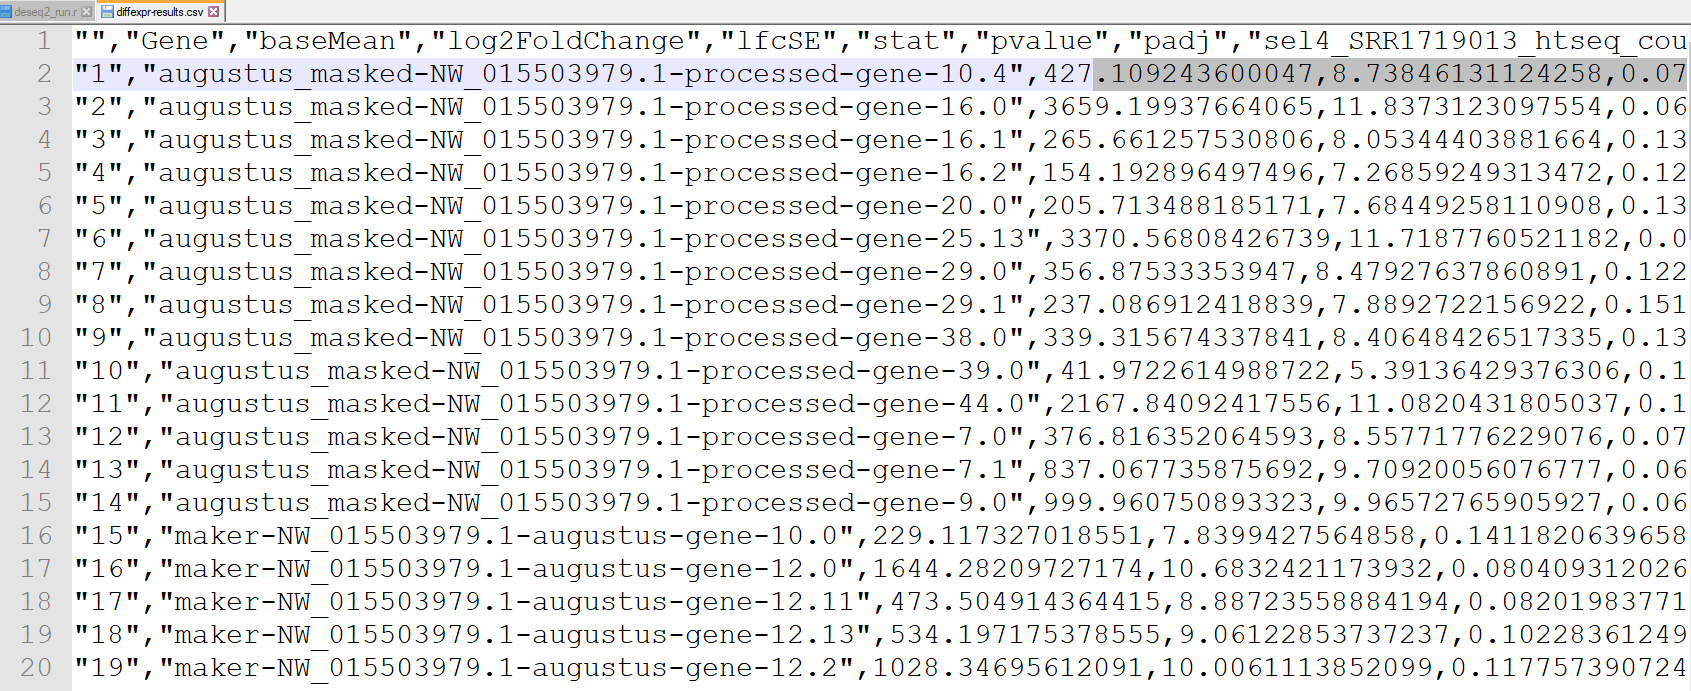 deseq2_run.r diffexpr-results.csv
1 "","Gene","baseMean","log2FoldChange","lfcSE","stat","pvalue","padj","sel4_SRR1719013_htseq_cou
2 "1","augustus_masked-NW_015503979.1-processed-gene-10.4",427.109243600047,8.73846131124258,0.07
3 "2","augustus_masked-NW_015503979.1-processed-gene-16.0",3659.19937664065,11.8373123097554,0.06
4 "3","augustus_masked-NW_015503979.1-processed-gene-16.1",265.661257530806,8.05344403881664,0.13
5 "4","augustus_masked-NW_015503979.1-processed-gene-16.2",154.192896497496,7.26859249313472,0.12
6 "5","augustus_masked-NW_015503979.1-processed-gene-20.0",205.713488185171,7.68449258110908,0.13
7 "6","augustus_masked-NW_015503979.1-processed-gene-25.13",3370.56808426739,11.7187760521182,0.0
8 "7","augustus_masked-NW_015503979.1-processed-gene-29.0",356.87533353947,8.47927637860891,0.122
9 "8","augustus_masked-NW_015503979.1-processed-gene-29.1",237.086912418839,7.8892722156922,0.151
10 "9","augustus_masked-NW_015503979.1-processed-gene-38.0",339.315674337841,8.40648426517335,0.13
11 "10","augustus_masked-NW_015503979.1-processed-gene-39.0",41.9722614988722,5.39136429376306,0.1
12 "11","augustus_masked-NW_015503979.1-processed-gene-44.0",2167.84092417556,11.0820431805037,0.1
13 "12","augustus_masked-NW_015503979.1-processed-gene-7.0",376.816352064593,8.55771776229076,0.07
14 "13","augustus_masked-NW_015503979.1-processed-gene-7.1",837.067735875692,9.70920056076777,0.06
15 "14","augustus_masked-NW_015503979.1-processed-gene-9.0",999.960750893323,9.96572765905927,0.06
16 "15","maker-NW_015503979.1-augustus-gene-10.0",229.117327018551,7.8399427564858,0.1411820639658
17 "16","maker-NW_015503979.1-augustus-gene-12.0",1644.28209727174,10.6832421173932,0.080409312026
18 "17","maker-NW_015503979.1-augustus-gene-12.11",473.504914364415,8.88723558884194,0.08201983771
19 "18","maker-NW_015503979.1-augustus-gene-12.13",534.197175378555,9.06122853737237,0.10228361249
20 "19","maker-NW_015503979.1-augustus-gene-12.2",1028.34695612091,10.0061113852099,0.117757390724